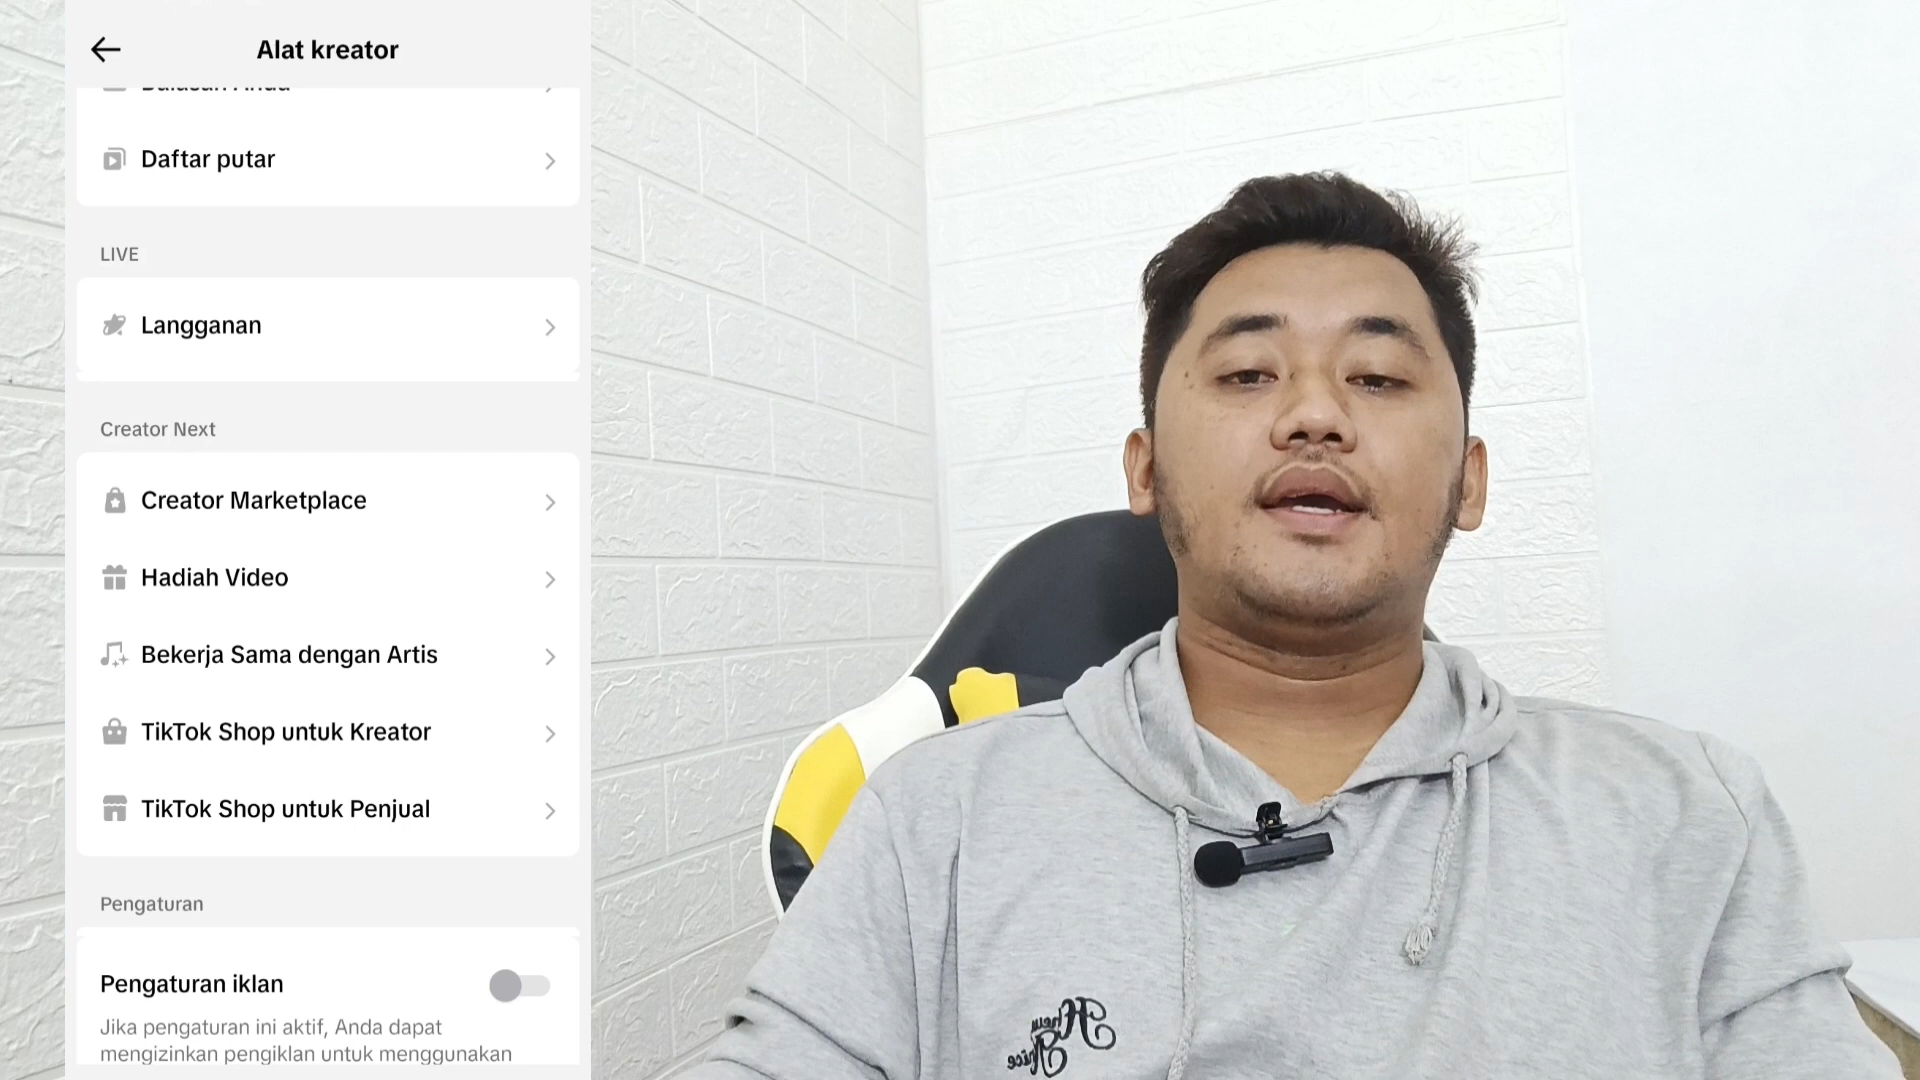 Alat kreator
Daftar putar
LIVE
Langganan
Creator Next
Creator Marketplace
Hadiah Video
Bekerja Sama dengan Artis
TikTok Shop untuk Kreator
TikTok Shop untuk Penjual
Pengaturan
Pengaturan iklan
Jika pengaturan ini aktif, Anda dapat
mengizinkan pengiklan untuk menggunakan